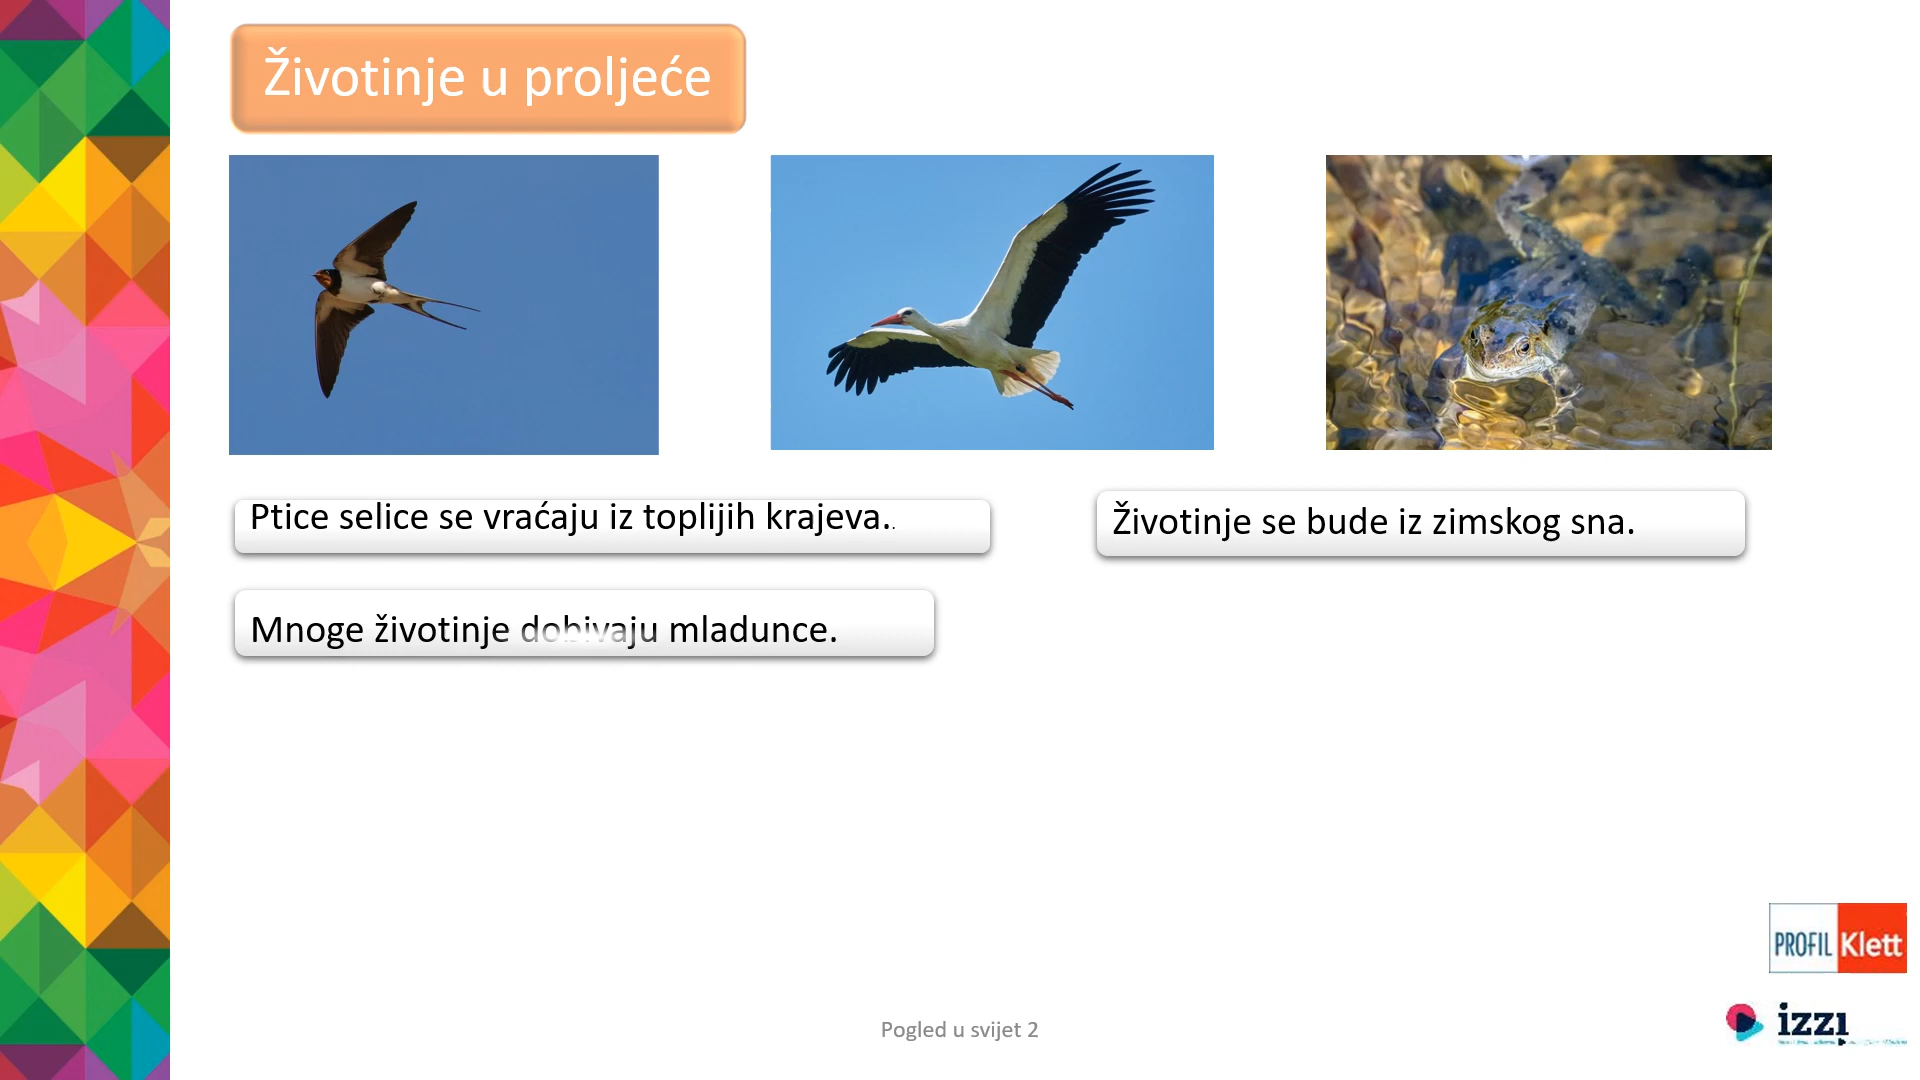 Životinje u proljeće
Ptice selice se vraćaju iz toplijih krajeva..
Životinje se bude iz zimskog sna.
Mnoge životinje dobivaju mladunce.
PROFIL Klett
izzi
Pogled u svijet 2